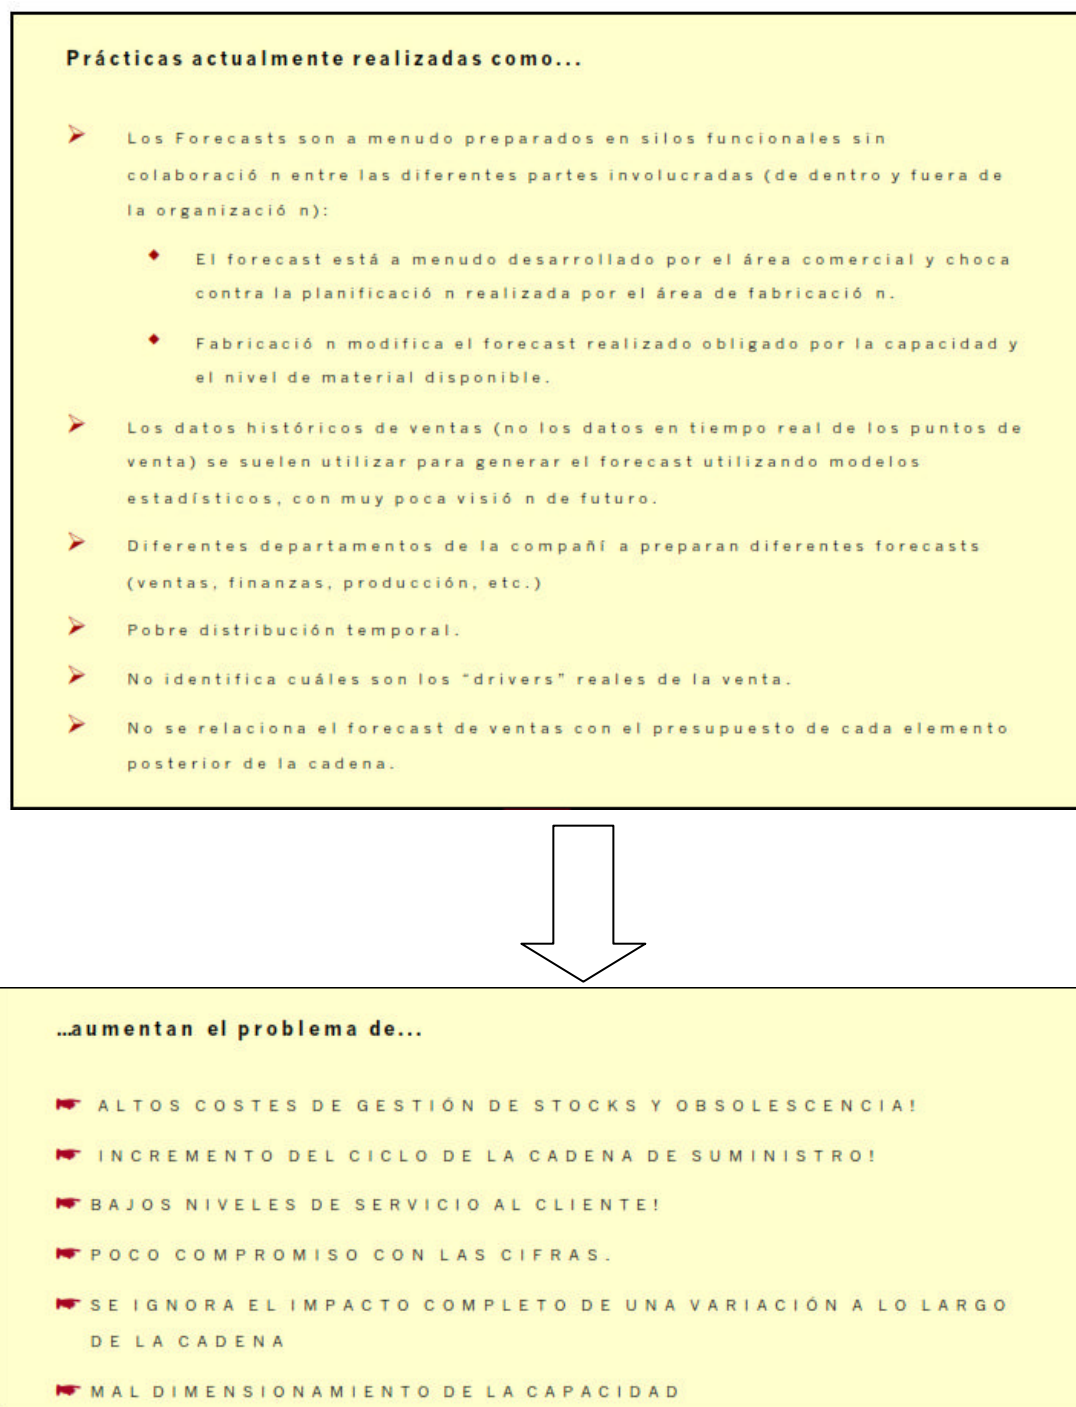 Prácticas actualmente realizadas como...
Los Forecasts son a menudo preparados en silos funcionales sin
colaboració n entre las diferentes partes involucradas (de dentro y fuera de
la organizació n):
El forecast está a menudo desarrollado por el área comercial y choca
contra la planificació n realizada por el área de fabricació n.
Fabricació n modifica el forecast realizado obligado por la capacidad y
el nivel de material disponible.
Los datos históricos de ventas (no los datos en tiempo real de los puntos de
venta) se suelen utilizar para generar el forecast utilizando modelos
estadísticos, con muy poca visió n de futuro.
Diferentes departamentos de la compañí a preparan diferentes forecasts
(ventas, finanzas, producción, etc.)
Pobre distribución temporal.
No identifica cuáles son los “drivers” reales de la venta.
No se relaciona el forecast de ventas con el presupuesto de cada elemento
posterior de la cadena.
...aumentan el problema de...
ALTOS COSTES DE GESTIÓN DE STOCKS Y OBSOLESCENCIA!
INCREMENTO DEL CICLO DE LA CADENA DE SUMINISTRO!
BAJOS NIVELES DE SERVICIO AL CLIENTE!
POCO COMPROMISO CON LAS CIFRAS.
SE IGNORA EL IMPACTO COMPLETO DE UNA VARIACIÓN A LO LARGO
DE LA CADENA
MAL DIMENSIONAMIENTO DE LA CAPACIDAD